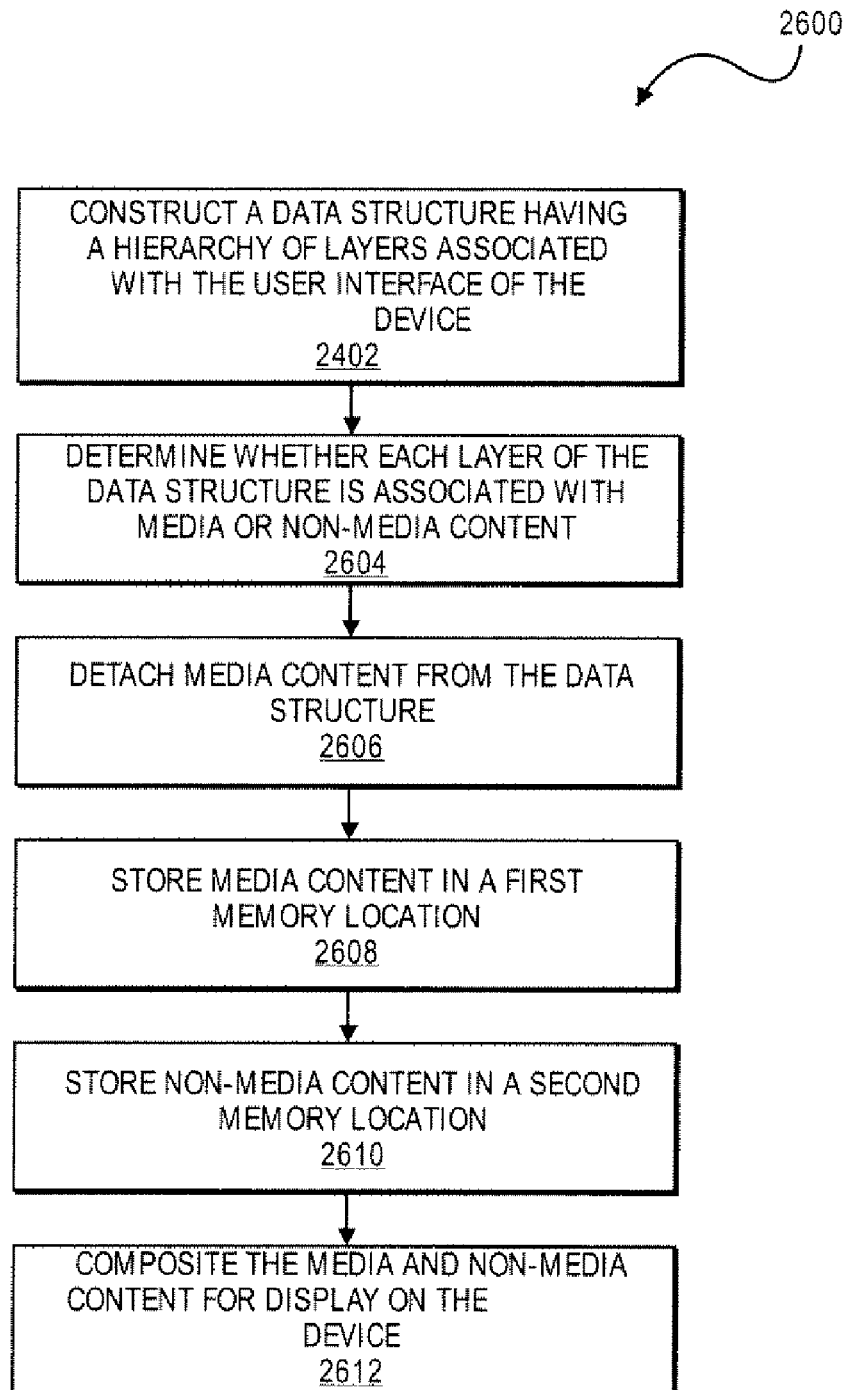 2600
CONSTRUCT A DATA STRUCTURE HAVING
A HIERARCHY OF LAYERS ASSOCIATED
WITH THE USER INTERFACE OF THE
DEVICE
2402
DETERMINE WHETHER EACH LAYER OF THE
DATA STRUCTURE IS ASSOCIATED WITH
MEDIA OR NON-MEDIA CONTENT
2604
DETACH MEDIA CONTENT FROM THE DATA
STRUCTURE
2606
STORE MEDIA CONTENT IN A FIRST
MEMORY LOCATION
2608
STORE NON-MEDIA CONTENT IN A SECOND
MEMORY LOCATION
2610
COMPOSITE THE MEDIA AND NON-MEDIA
CONTENT FOR DISPLAY ON THE
DEVICE
2612